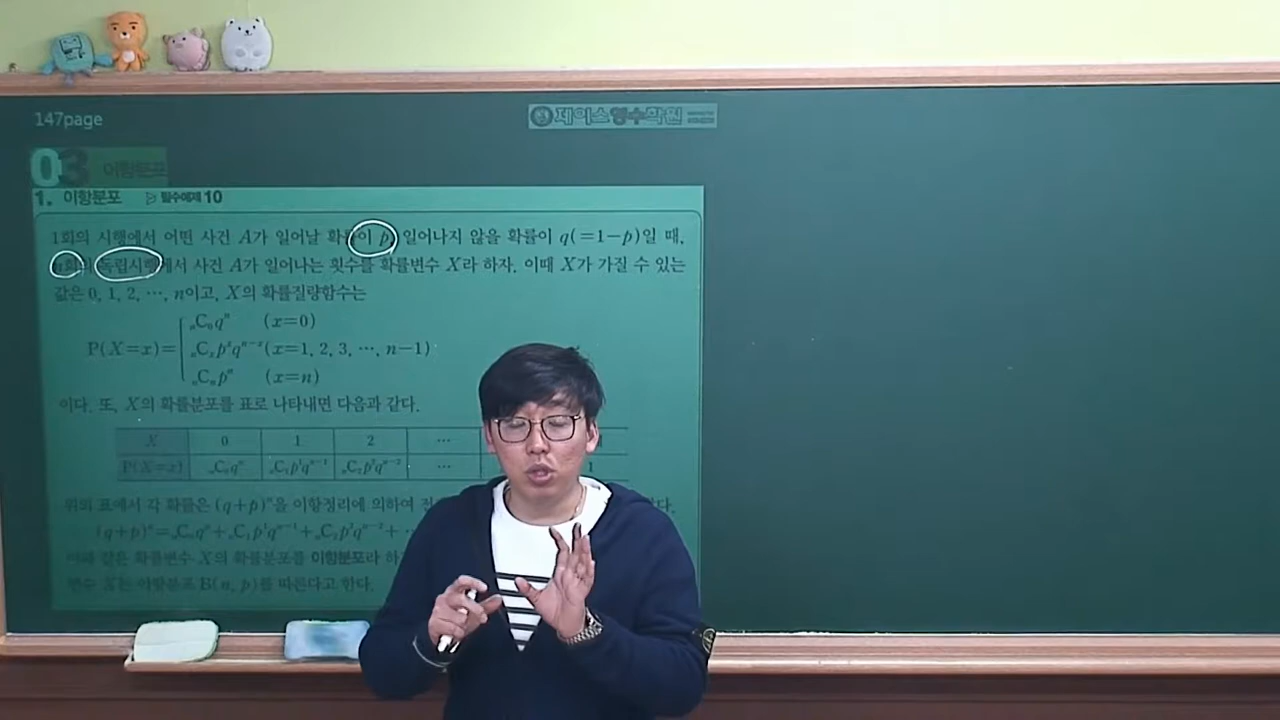 147page
제이스영수학원
03 이항분포
1. 이항분포 ▷ 필수예제 10
1회의 시행에서 어떤 사건 A가 일어날 확률이 p, 일어나지 않을 확률이 q(=1-p)일 때,
n회의 독립시행에서 사건 A가 일어나는 횟수를 확률변수 X라 하자. 이때 X가 가질 수 있는
값은 0, 1, 2, ⋯, n이고, X의 확률질량함수는
ₙC₀qⁿ (x=0)
P(X=x)= ₙCₓpˣqⁿ⁻ˣ(x=1, 2, 3, ⋯, n-1)
ₙCₙpⁿ (x=n)
이다. 또, X의 확률분포를 표로 나타내면 다음과 같다.
X 0 1 2 ⋯
P(X=x) ₙC₀qⁿ ₙC₁p¹qⁿ⁻¹ ₙC₂p²qⁿ⁻² ⋯ 1
위의 표에서 각 확률은 (q+p)ⁿ을 이항정리에 의하여 다.
(q+p)ⁿ=ₙC₀qⁿ+ₙC₁p¹qⁿ⁻¹+ₙC₂p²qⁿ⁻²+
이와 같은 확률변수 X의 확률분포를 이항분포라 하
변수 X는 이항분포 B(n, p)를 따른다고 한다.